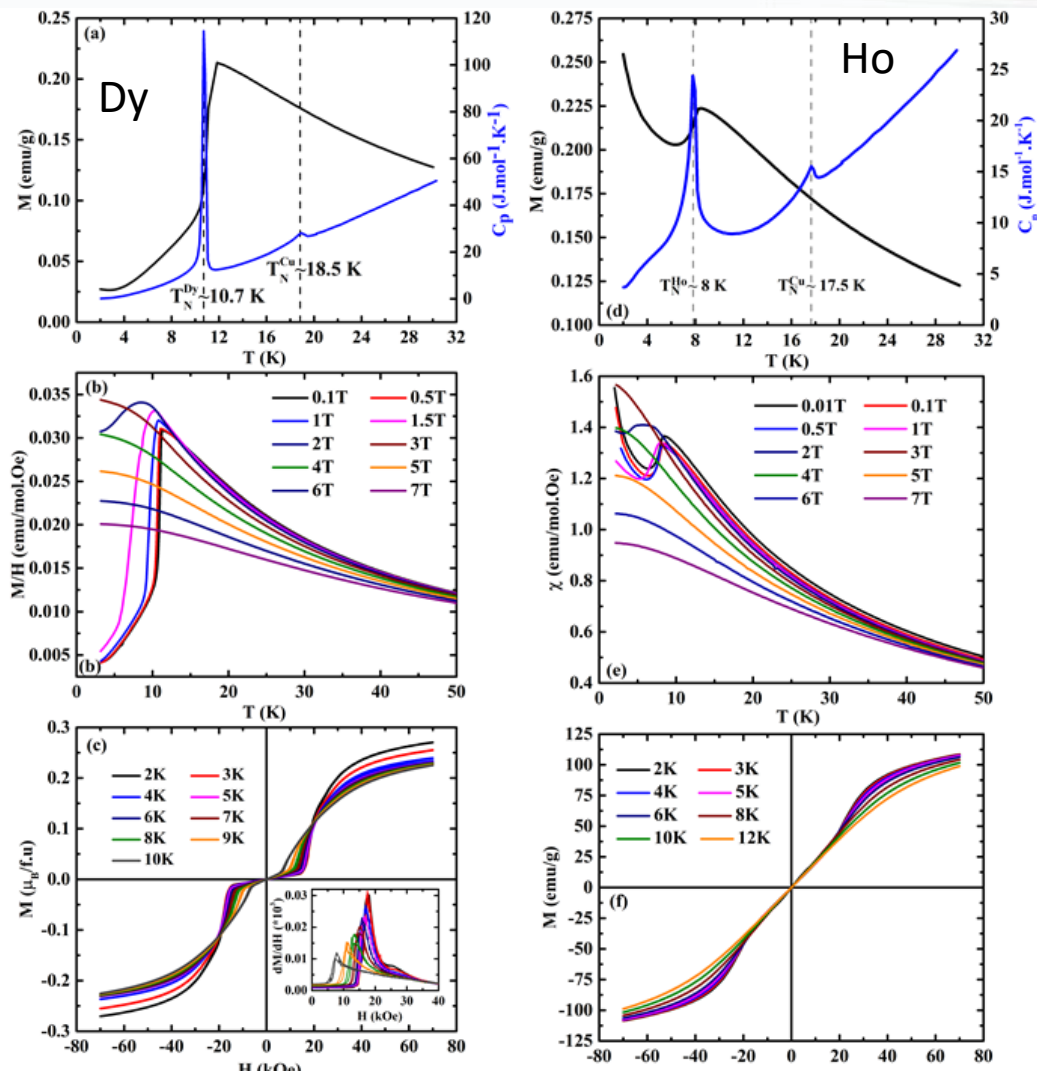 (a)
Dy
M (emu/g)
0.25
0.20
0.15
0.10
0.05
0.00
120
100
80
60
40
20
0
Cp (J.mol⁻¹.K⁻¹)
T_N^Dy~10.7 K
T_N^Cu~18.5 K
0 4 8 12 16 20 24 28 32
T (K)
Ho
M (emu/g)
0.250
0.225
0.200
0.175
0.150
0.125
0.100
30
25
20
15
10
5
0
(J.mol⁻¹.K⁻¹)
T_N^Ho~ 8 K
T_N^Cu~ 17.5 K
(d)
0 4 8 12 16 20 24 28 32
T (K)
(b)
M/H (emu/mol.Oe)
0.035
0.030
0.025
0.020
0.015
0.010
0.005
0.1T 0.5T
1T 1.5T
2T 3T
4T 5T
6T 7T
(b)
0 10 20 30 40 50
T (K)
χ (emu/mol.Oe)
1.6
1.4
1.2
1.0
0.8
0.6
0.4
0.01T 0.1T
0.5T 1T
2T 3T
4T 5T
6T 7T
(e)
0 10 20 30 40 50
T (K)
(c)
M (μB/f.u)
0.3
0.2
0.1
0.0
-0.1
-0.2
-0.3
2K 3K
4K 5K
6K 7K
8K 9K
10K
dM/dH (*10³)
0.03
0.02
0.01
0.00
0 10 20 30 40
H (kOe)
-80 -60 -40 -20 0 20 40 60 80
H (kOe)
M (emu/g)
125
100
75
50
25
0
-25
-50
-75
-100
-125
2K 3K
4K 5K
6K 8K
10K 12K
(f)
-80 -60 -40 -20 0 20 40 60 80